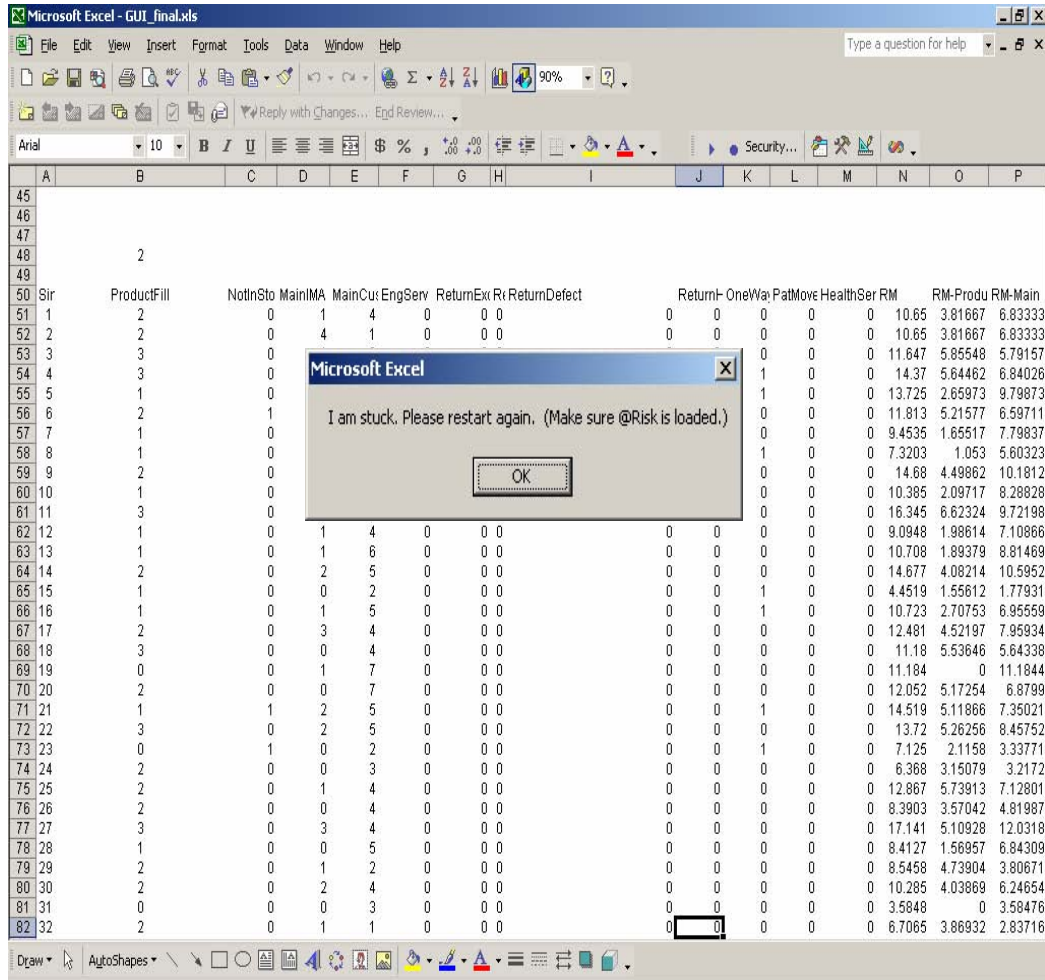 Microsoft Excel - GUI_final.xls
File Edit View Insert Format Tools Data Window Help Type a question for help
90%
Reply with Changes... End Review...
Arial 10 B I U $ % , Security...
A B C D E F G H I J K L M N O P
45
46
47
48 2
49
50 Sir ProductFill NotInSto MainIMA MainCus EngServ ReturnExc Re ReturnDefect ReturnH OneWay PatMove HealthSer RM RM-Produ RM-Main
51 1 2 0 1 4 0 0 0 0 0 0 0 0 10.65 3.81667 6.83333
52 2 2 0 4 1 0 0 0 0 0 0 0 0 10.65 3.81667 6.83333
53 3 3 0 0 0 11.647 5.85548 5.79157
54 4 3 0 1 0 14.37 5.64462 6.84026
55 5 1 0 1 0 13.725 2.65973 9.79873
56 6 2 1 0 0 11.813 5.21577 6.59711
57 7 1 0 0 0 9.4535 1.65517 7.79837
58 8 1 0 1 0 7.3203 1.053 5.60323
59 9 2 0 0 0 14.68 4.49862 10.1812
60 10 1 0 0 0 10.385 2.09717 8.28828
61 11 3 0 0 0 16.345 6.62324 9.72198
Microsoft Excel
I am stuck. Please restart again. (Make sure @Risk is loaded.)
OK
62 12 1 0 1 4 0 0 0 0 0 0 0 0 9.0948 1.98614 7.10866
63 13 1 0 1 6 0 0 0 0 0 0 0 0 10.708 1.89379 8.81469
64 14 2 0 2 5 0 0 0 0 0 0 0 0 14.677 4.08214 10.5952
65 15 1 0 0 2 0 0 0 0 0 1 0 0 4.4519 1.55612 1.77931
66 16 1 0 1 5 0 0 0 0 0 1 0 0 10.723 2.70753 6.95559
67 17 2 0 3 4 0 0 0 0 0 0 0 0 12.481 4.52197 7.95934
68 18 3 0 0 4 0 0 0 0 0 0 0 0 11.18 5.53646 5.64338
69 19 0 0 1 7 0 0 0 0 0 0 0 0 11.184 0 11.1844
70 20 2 0 0 7 0 0 0 0 0 0 0 0 12.052 5.17254 6.8799
71 21 1 1 2 5 0 0 0 0 0 1 0 0 14.519 5.11866 7.35021
72 22 3 0 2 5 0 0 0 0 0 0 0 0 13.72 5.26256 8.45752
73 23 0 1 0 2 0 0 0 0 0 1 0 0 7.125 2.1158 3.33771
74 24 2 0 0 3 0 0 0 0 0 0 0 0 6.368 3.15079 3.2172
75 25 2 0 1 4 0 0 0 0 0 0 0 0 12.867 5.73913 7.12801
76 26 2 0 0 4 0 0 0 0 0 0 0 0 8.3903 3.57042 4.81987
77 27 3 0 3 4 0 0 0 0 0 0 0 0 17.141 5.10928 12.0318
78 28 1 0 0 5 0 0 0 0 0 0 0 0 8.4127 1.56957 6.84309
79 29 2 0 1 2 0 0 0 0 0 0 0 0 8.5458 4.73904 3.80671
80 30 2 0 2 4 0 0 0 0 0 0 0 0 10.285 4.03869 6.24654
81 31 0 0 0 3 0 0 0 0 0 0 0 0 3.5848 0 3.58476
82 32 2 0 1 1 0 0 0 0 0 0 0 0 6.7065 3.86932 2.83716
Draw AutoShapes